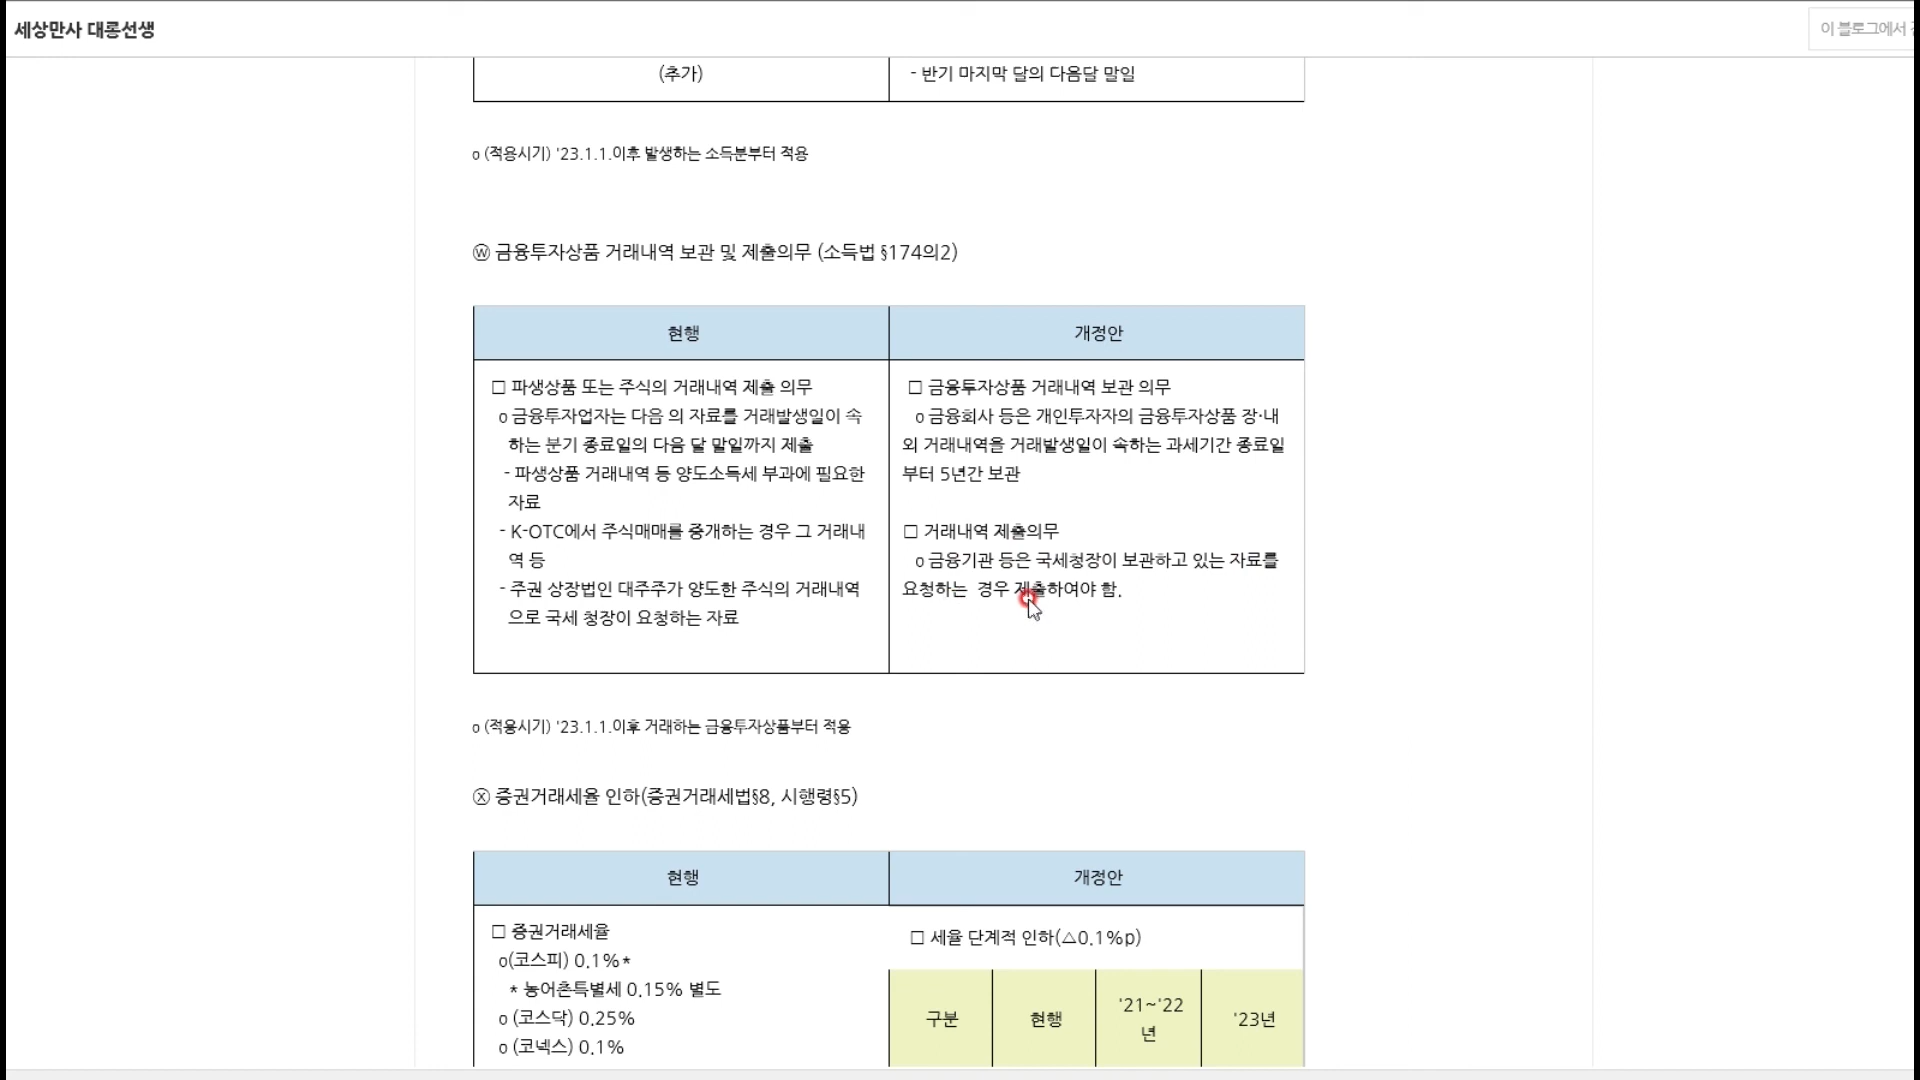 세상만사 대롱선생
이 블로그에서
(추가)
- 반기 마지막 달의 다음달 말일
o (적용시기) '23.1.1.이후 발생하는 소득분부터 적용
ⓦ 금융투자상품 거래내역 보관 및 제출의무 (소득법 §174의2)
현행
개정안
□ 파생상품 또는 주식의 거래내역 제출 의무
o 금융투자업자는 다음 의 자료를 거래발생일이 속
하는 분기 종료일의 다음 달 말일까지 제출
- 파생상품 거래내역 등 양도소득세 부과에 필요한
자료
- K-OTC에서 주식매매를 중개하는 경우 그 거래내
역 등
- 주권 상장법인 대주주가 양도한 주식의 거래내역
으로 국세 청장이 요청하는 자료
□ 금융투자상품 거래내역 보관 의무
o 금융회사 등은 개인투자자의 금융투자상품 장·내
외 거래내역을 거래발생일이 속하는 과세기간 종료일
부터 5년간 보관
□ 거래내역 제출의무
o 금융기관 등은 국세청장이 보관하고 있는 자료를
요청하는 경우 제출하여야 함.
o (적용시기) '23.1.1.이후 거래하는 금융투자상품부터 적용
ⓧ 증권거래세율 인하(증권거래세법§8, 시행령§5)
현행
개정안
□ 증권거래세율
o(코스피) 0.1%*
* 농어촌특별세 0.15% 별도
o (코스닥) 0.25%
o (코넥스) 0.1%
□ 세율 단계적 인하(△0.1%p)
구분
현행
'21~'22
년
'23년